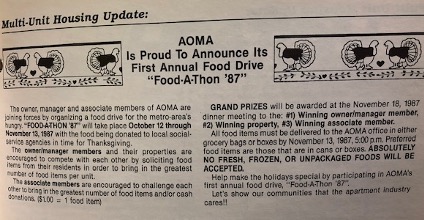 Multi-Unit Housing Update:
AOMA
Is Proud To Announce Its
First Annual Food Drive
"Food-A-Thon '87"
The owner, manager and associate members of AOMA are
joining forces by organizing a food drive for the metro-area's
hungry. "FOOD-ATHON '87" will take place October 12 through
November 13, 1987 with the food being donated to local social-
service agencies in time for Thanksgiving.
The owner/manager members and their properties are
encouraged to compete with each other by soliciting food
items from their residents in order to bring in the greatest
number of food items per unit.
The associate members are encouraged to challenge each
other to bring in the greatest number of food items and/or cash
donations. ($1.00 = 1 food item)
GRAND PRIZES will be awarded at the November 18, 1987
dinner meeting to the: #1) Winning owner/manager member,
#2) Winning property, #3) Winning associate member.
All food items must be delivered to the AOMA office in either
grocery bags or boxes by November 13, 1987, 5:00 p.m. Preferred
food items are those that are in cans or boxes. ABSOLUTELY
NO FRESH, FROZEN, OR UNPACKAGED FOODS WILL BE
ACCEPTED.
Help make the holidays special by participating in AOMA's
first annual food drive, "Food-A-Thon '87".
Let's show our communities that the apartment industry
cares!!